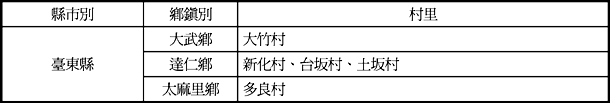 縣市別 鄉鎮別 村里
臺東縣 大武鄉 大竹村
達仁鄉 新化村、台坂村、土坂村
太麻里鄉 多良村